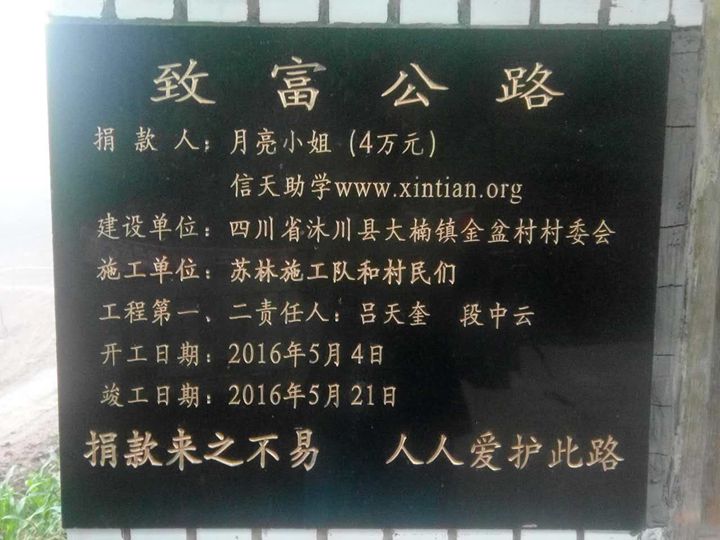 致富公路
捐款人：月亮小姐（4万元）
信天助学www.xintian.org
建设单位：四川省沐川县大楠镇金盆村村委会
施工单位：苏林施工队和村民们
工程第一、二责任人：吕天奎 段中云
开工日期：2016年5月4日
竣工日期：2016年5月21日
捐款来之不易 人人爱护此路